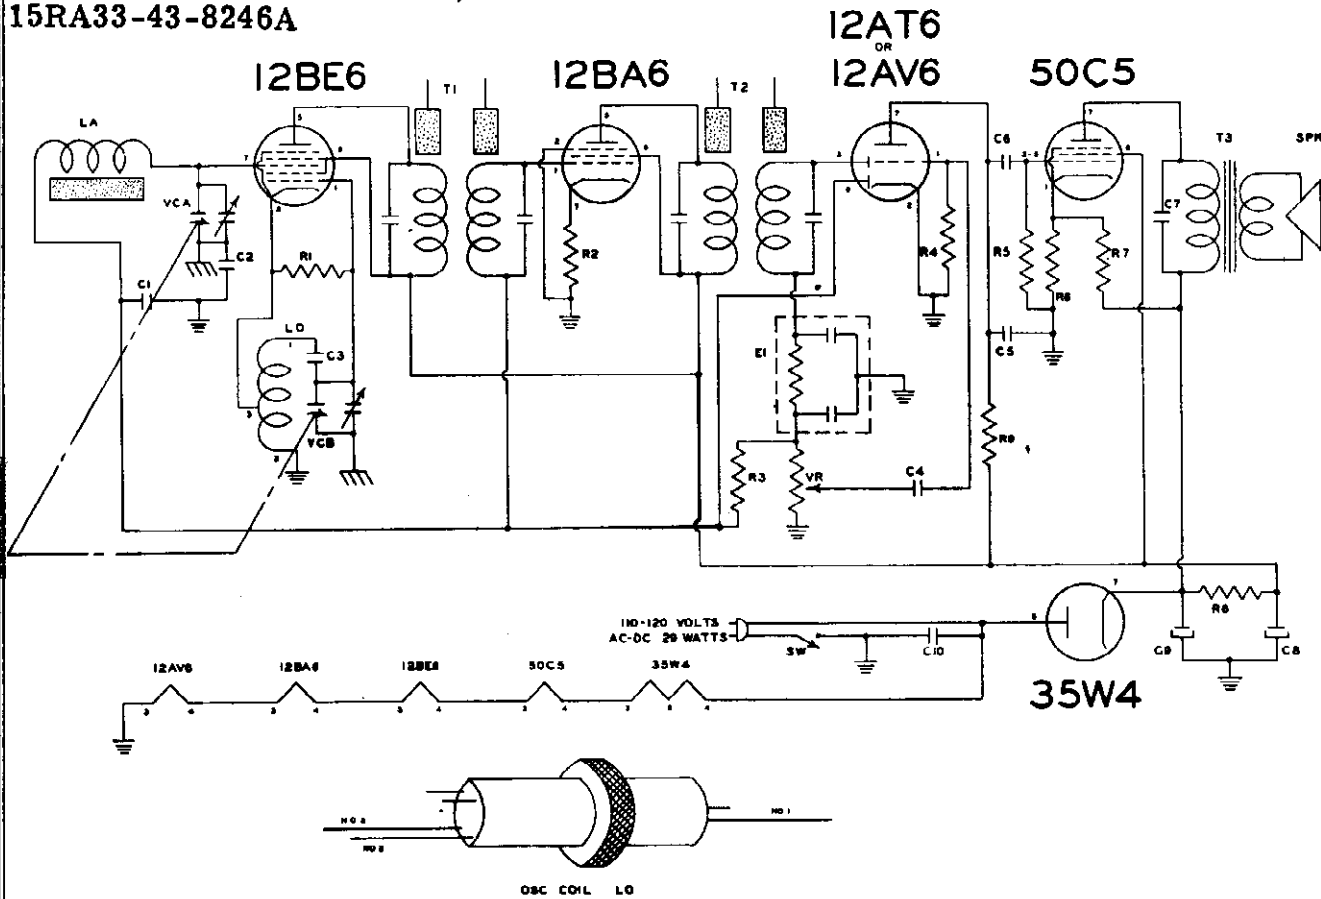 15RA33-43-8246A
12BE6
12BA6
12AT6
OR
12AV6
50C5
LA
T1
T2
T3
SPK
VCA
C2
C1
R1
R2
R4
C6
R5
R6
R7
C7
C5
LO
C3
VCB
E1
R3
VR
C4
R9
110-120 VOLTS
AC-DC 29 WATTS
SW
C10
35W4
C9
C8
12AV6
12BA6
12BE6
50C5
35W4
NO 1
OSC COIL LO